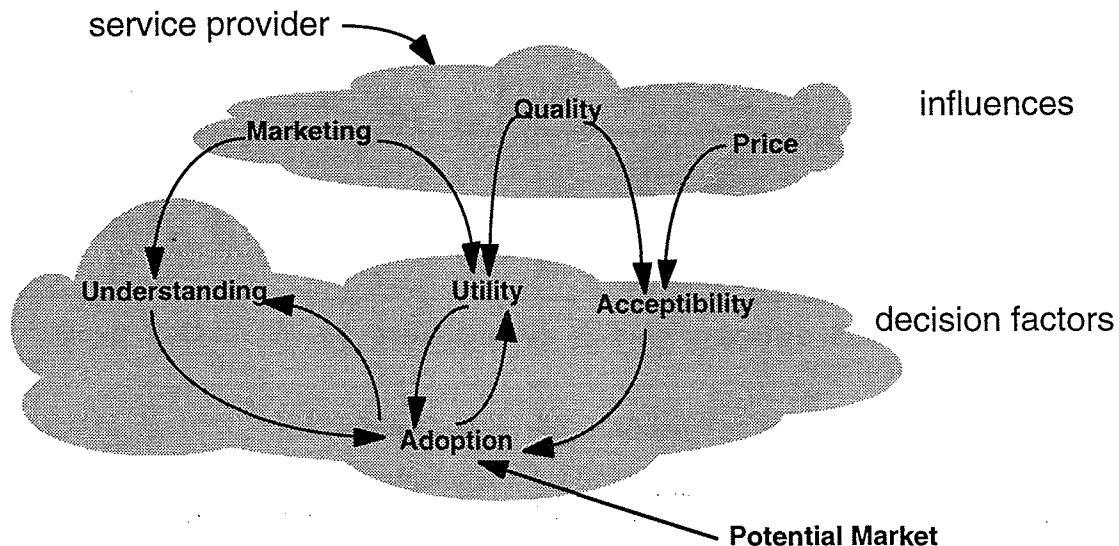 service provider
Quality
influences
Marketing
Price
Understanding
Utility
Acceptibility
decision factors
Adoption
Potential Market